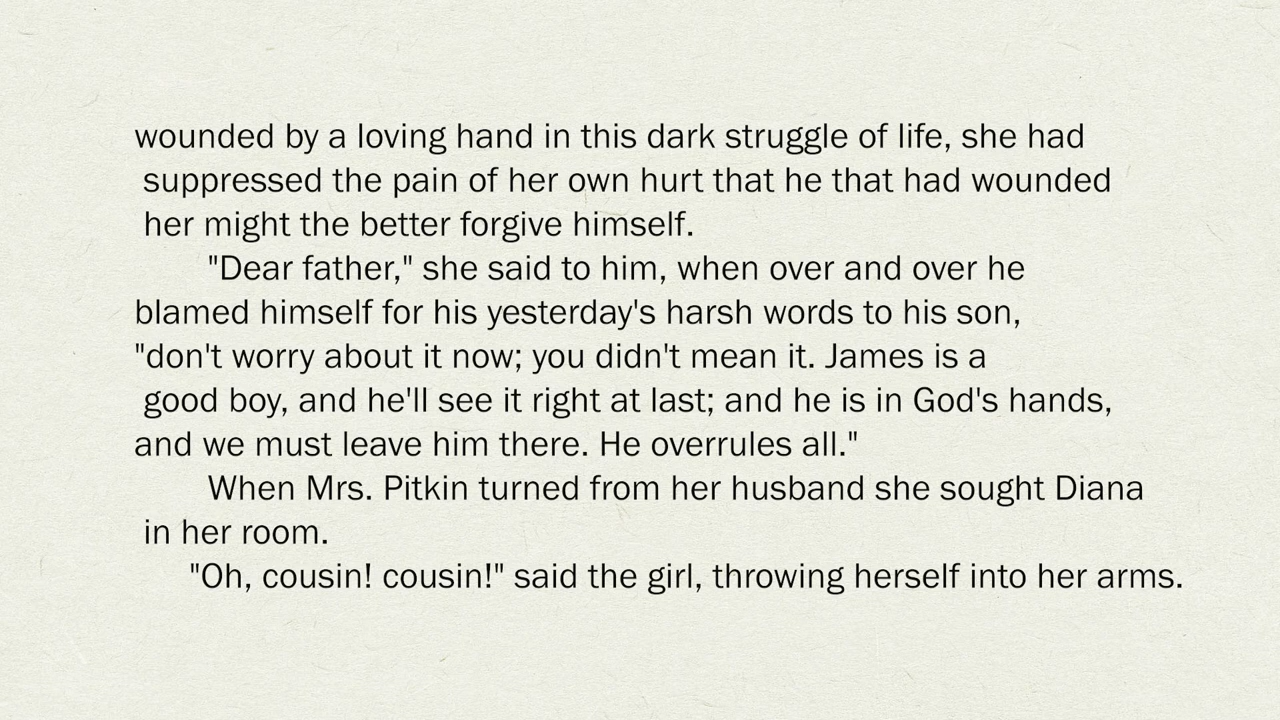 wounded by a loving hand in this dark struggle of life, she had
suppressed the pain of her own hurt that he that had wounded
her might the better forgive himself.
"Dear father," she said to him, when over and over he
blamed himself for his yesterday's harsh words to his son,
"don't worry about it now; you didn't mean it. James is a
good boy, and he'll see it right at last; and he is in God's hands,
and we must leave him there. He overrules all."
When Mrs. Pitkin turned from her husband she sought Diana
in her room.
"Oh, cousin! cousin!" said the girl, throwing herself into her arms.